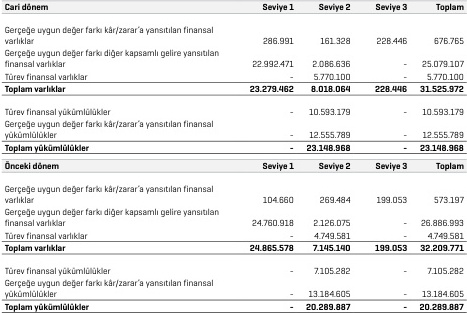 Cari dönem Seviye 1 Seviye 2 Seviye 3 Toplam
Gerçeğe uygun değer farkı kâr/zarar'a yansıtılan finansal
varlıklar 286.991 161.328 228.446 676.765
Gerçeğe uygun değer farkı diğer kapsamlı gelire yansıtılan
finansal varlıklar 22.992.471 2.086.636 - 25.079.107
Türev finansal varlıklar - 5.770.100 - 5.770.100
Toplam varlıklar 23.279.462 8.018.064 228.446 31.525.972
Türev finansal yükümlülükler - 10.593.179 - 10.593.179
Gerçeğe uygun değer farkı kâr/zarar'a yansıtılan finansal
yükümlülükler - 12.555.789 - 12.555.789
Toplam yükümlülükler - 23.148.968 - 23.148.968
Önceki dönem Seviye 1 Seviye 2 Seviye 3 Toplam
Gerçeğe uygun değer farkı kâr/zarar'a yansıtılan finansal
varlıklar 104.660 269.484 199.053 573.197
Gerçeğe uygun değer farkı diğer kapsamlı gelire yansıtılan
finansal varlıklar 24.760.918 2.126.075 - 26.886.993
Türev finansal varlıklar - 4.749.581 - 4.749.581
Toplam varlıklar 24.865.578 7.145.140 199.053 32.209.771
Türev finansal yükümlülükler - 7.105.282 - 7.105.282
Gerçeğe uygun değer farkı kâr/zarar'a yansıtılan finansal
yükümlülükler - 13.184.605 - 13.184.605
Toplam yükümlülükler - 20.289.887 - 20.289.887